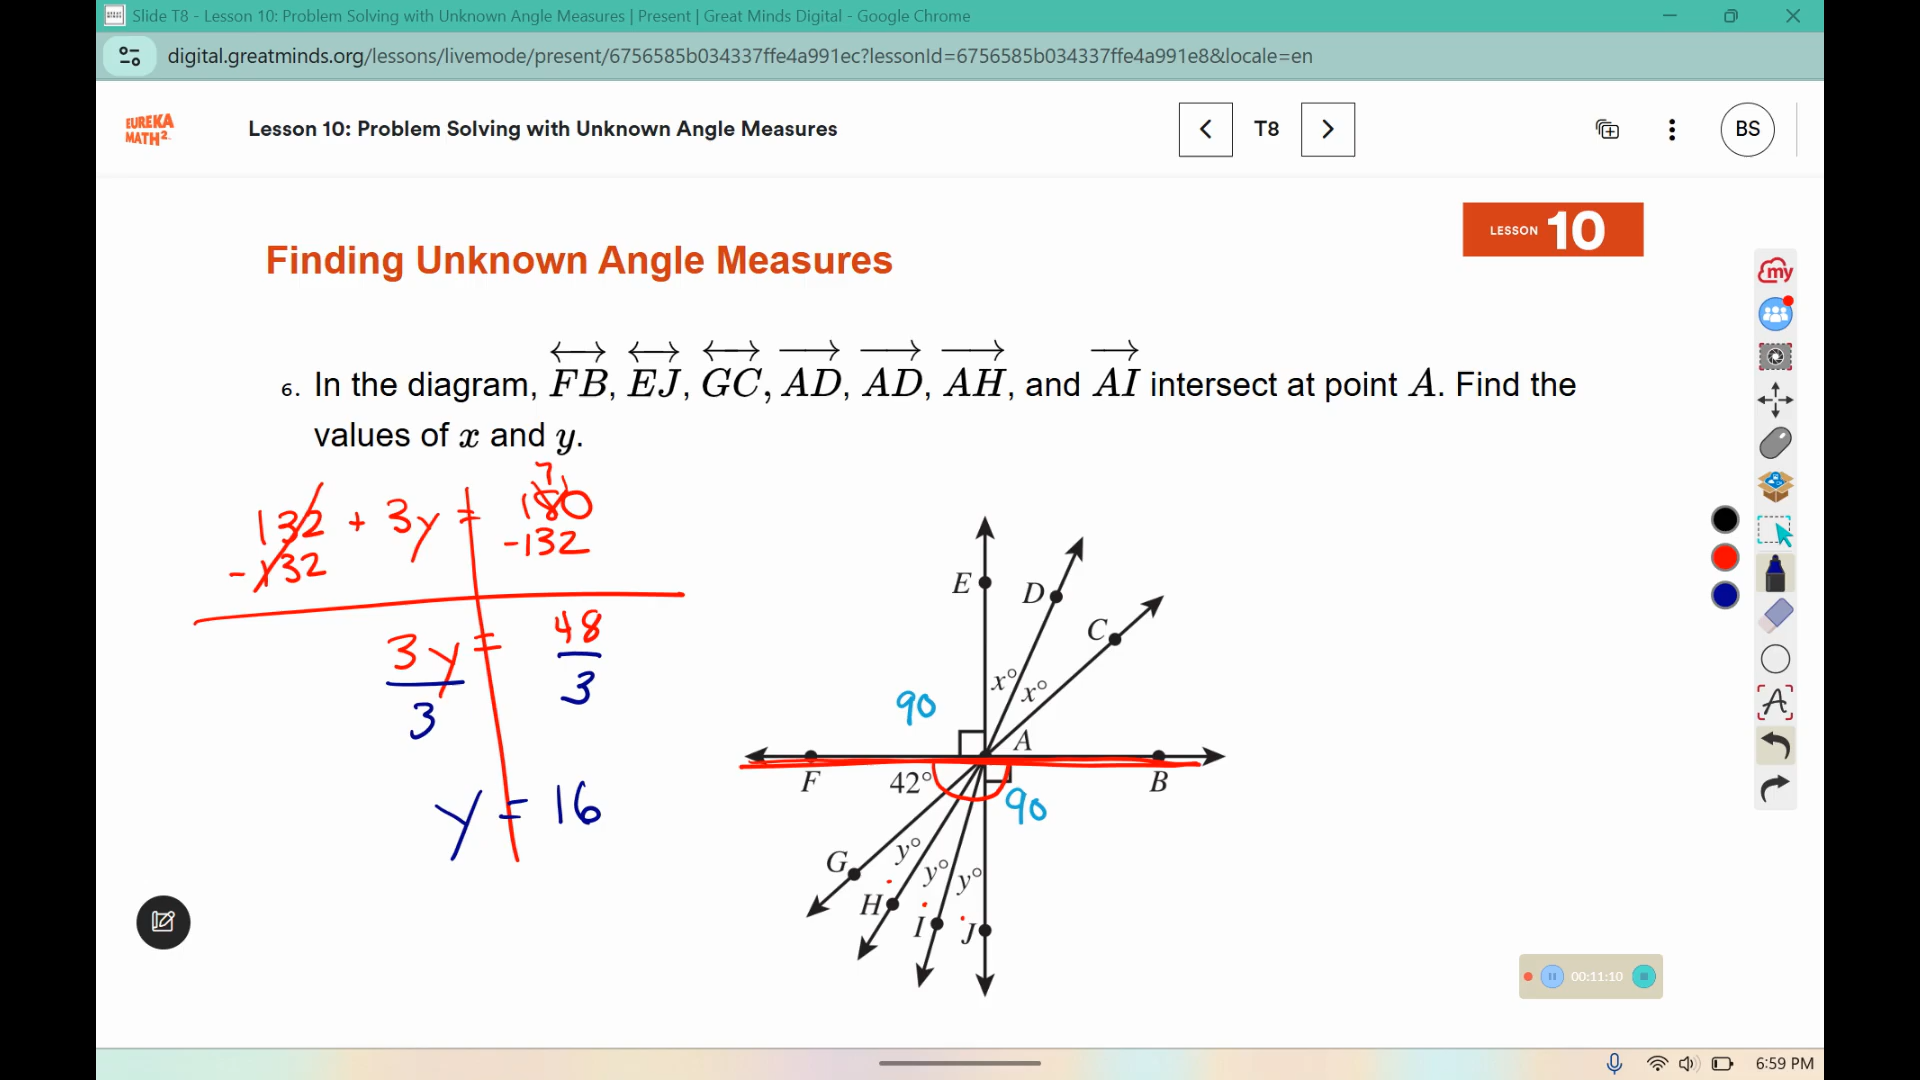 Slide T8 - Lesson 10: Problem Solving with Unknown Angle Measures | Present | Great Minds Digital - Google Chrome
digital.greatminds.org/lessons/livemode/present/6756585b034337ffe4a991ec?lessonId=6756585b034337ffe4a991e8&locale=en
EUREKA
MATH²
Lesson 10: Problem Solving with Unknown Angle Measures
T8
BS
LESSON 10
Finding Unknown Angle Measures
6. In the diagram, FB, EJ, GC, AD, AD, AH, and AI intersect at point A. Find the
values of x and y.
7 1
132 + 3y = 180
-132 -132
3y = 48
3 3
y = 16
E D
C
x° x°
90
A
F 42° B
90
G y° y° y°
H I J
my
A
00:11:10
6:59 PM